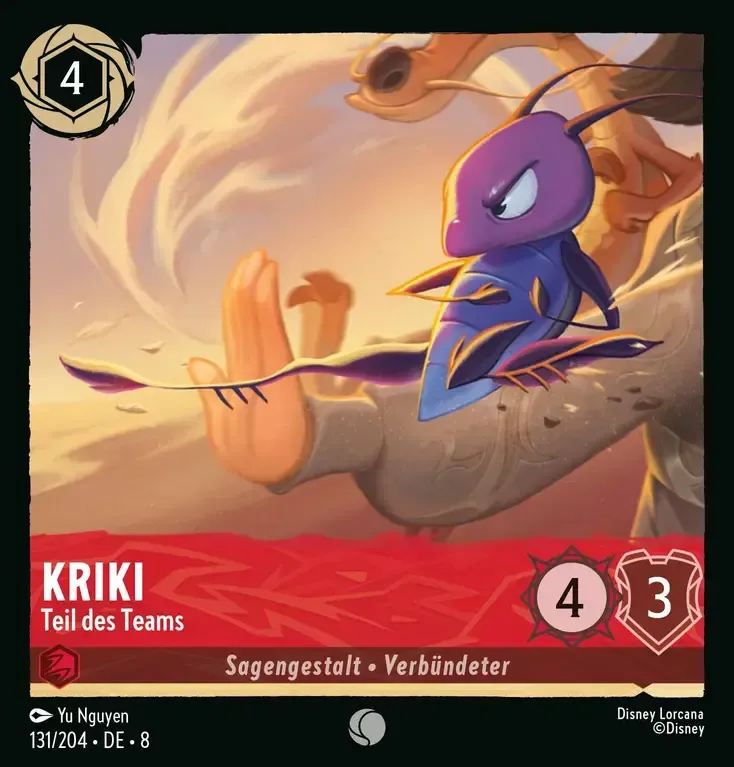 4
KRIKI
Teil des Teams
4 3
Sagengestalt • Verbündeter
Yu Nguyen
131/204 • DE • 8
Disney Lorcana
©Disney